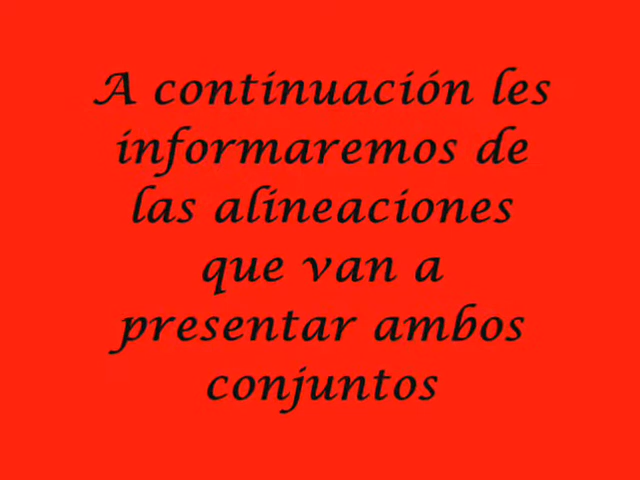 A continuación les
informaremos de
las alineaciones
que van a
presentar ambos
conjuntos